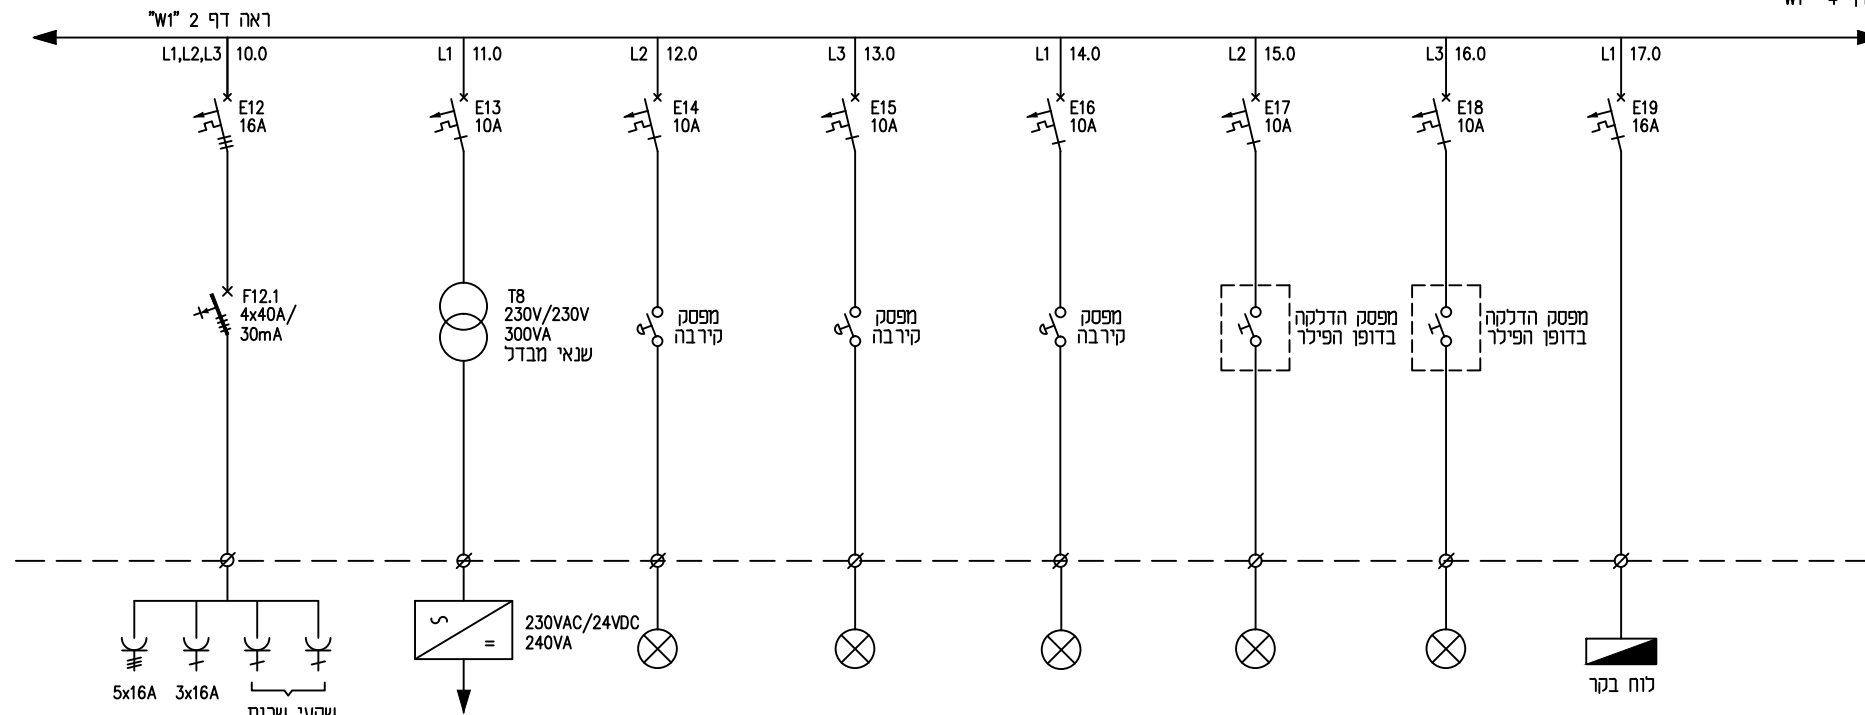 ראה דף 2 "W1"
L1,L2,L3 10.0
L1 11.0
L2 12.0
L3 13.0
L1 14.0
L2 15.0
L3 16.0
L1 17.0
E12
16A
E13
10A
E14
10A
E15
10A
E16
10A
E17
10A
E18
10A
E19
16A
F12.1
4x40A/
30mA
T8
230V/230V
300VA
שנאי מבדל
מפסק
קירבה
מפסק
קירבה
מפסק
קירבה
מפסק הדלקה
בדופן הפילר
מפסק הדלקה
בדופן הפילר
230VAC/24VDC
240VA
5x16A
3x16A
לוח בקר